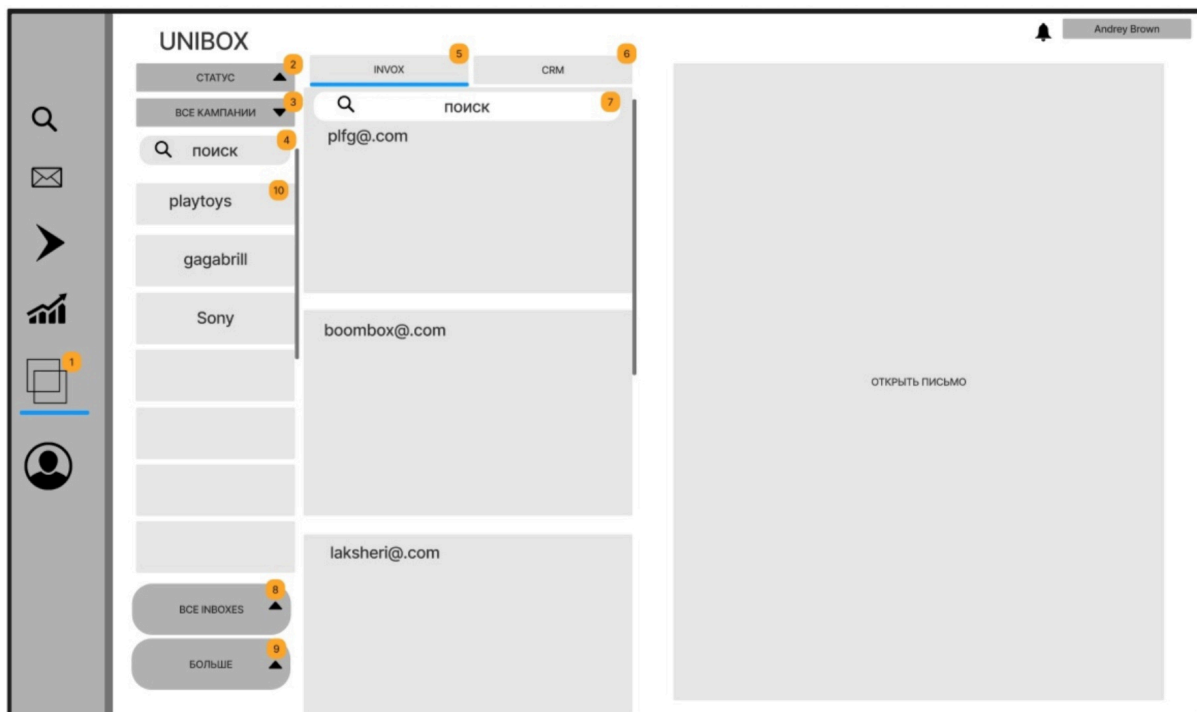 UNIBOX
Andrey Brown
1
СТАТУС 2
ВСЕ КАМПАНИИ 3
ПОИСК 4
playtoys 10
gagabrill
Sony
ВСЕ INBOXES 8
БОЛЬШЕ 9
INVOX 5
CRM 6
ПОИСК 7
plfg@.com
boombox@.com
laksheri@.com
ОТКРЫТЬ ПИСЬМО